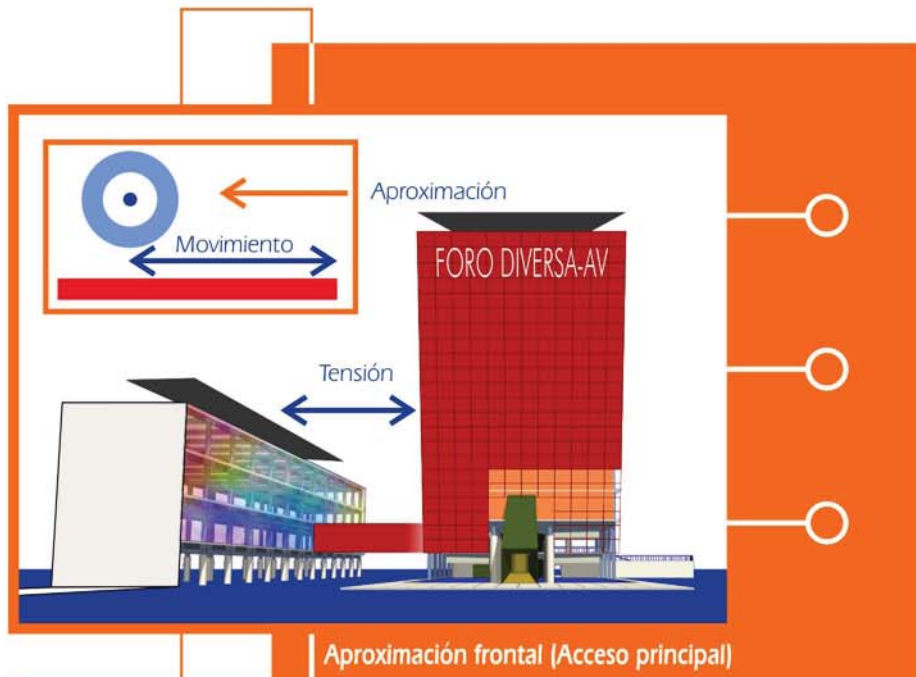 Aproximación
Movimiento
FORO DIVERSA-AV
Tensión
Aproximación frontal (Acceso principal)